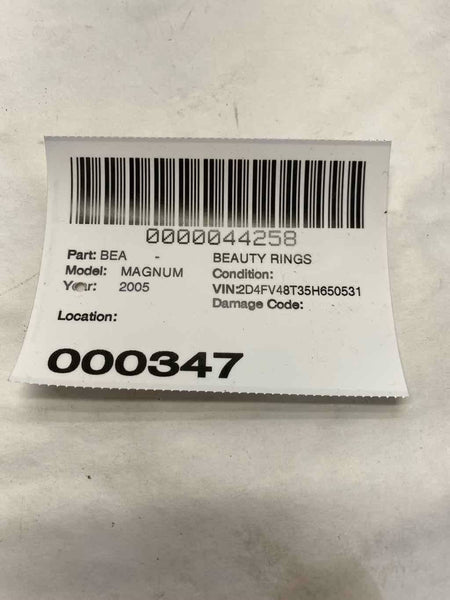 0000044258
Part: BEA - BEAUTY RINGS
Model: MAGNUM Condition:
Year: 2005 VIN:2D4FV48T35H650531
Damage Code:
Location:
000347